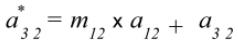 a*32 = m12 x a12 + a32